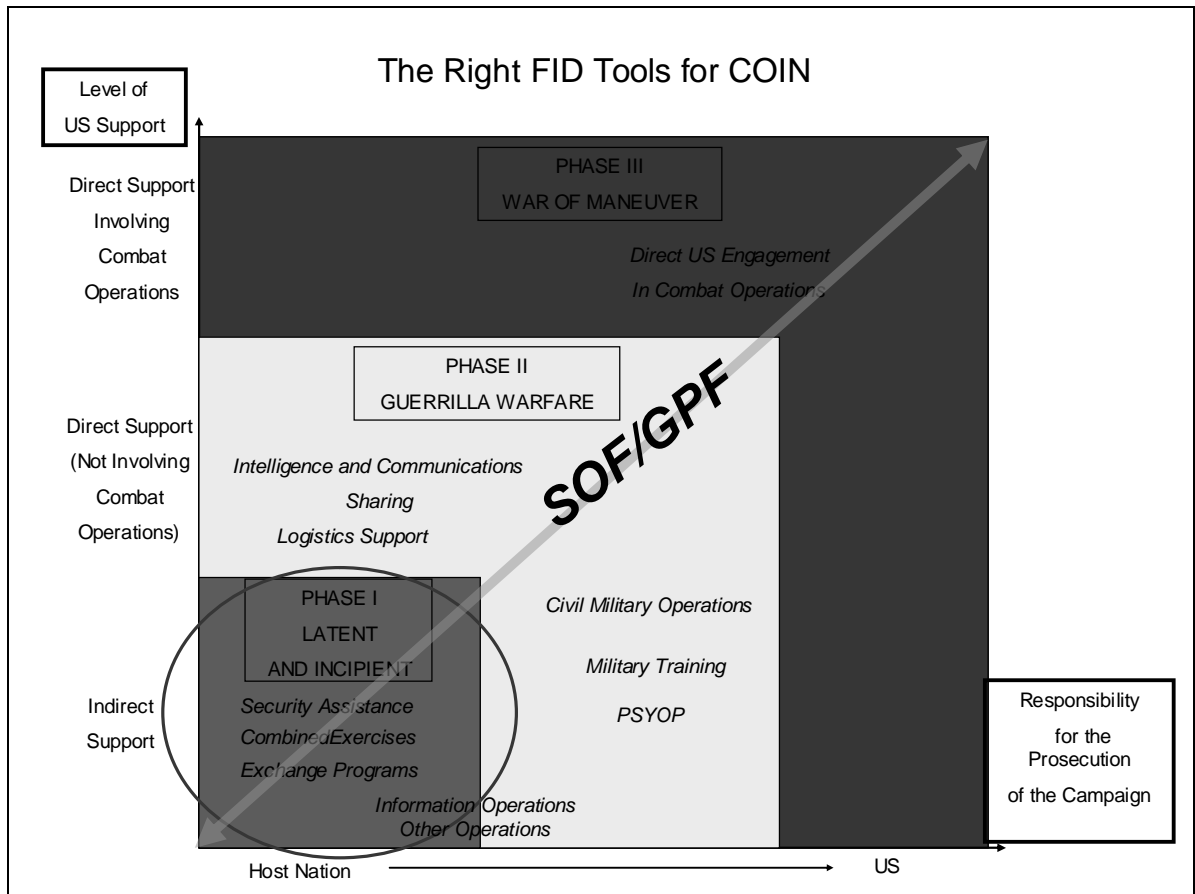 The Right FID Tools for COIN
Level of
US Support
Direct Support
Involving
Combat
Operations
PHASE III
WAR OF MANEUVER
Direct US Engagement
In Combat Operations
PHASE II
GUERRILLA WARFARE
SOF/GPF
Direct Support
(Not Involving
Combat
Operations)
Intelligence and Communications
Sharing
Logistics Support
PHASE I
LATENT
AND INCIPIENT
Civil Military Operations
Military Training
PSYOP
Indirect
Support
Security Assistance
CombinedExercises
Exchange Programs
Information Operations
Other Operations
Responsibility
for the
Prosecution
of the Campaign
Host Nation
US